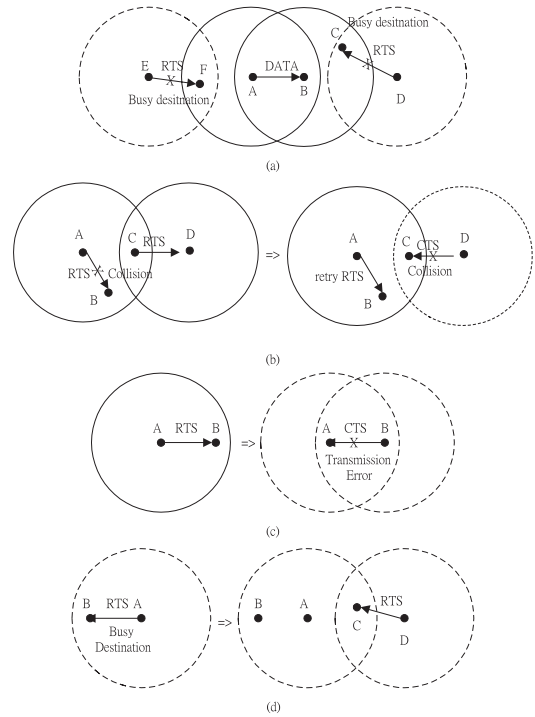 Busy desitnation
C
RTS
E
RTS
F
DATA
X
X
Busy desitnation
A
B
D
(a)
A
C
RTS
D
RTS
X
Collision
B
=>
A
C
CTS
D
X
Collision
retry RTS
B
(b)
A
RTS
B
=>
A
CTS
B
X
Transmission
Error
(c)
B
RTS
A
Busy
Destination
=>
B
A
RTS
C
D
(d)